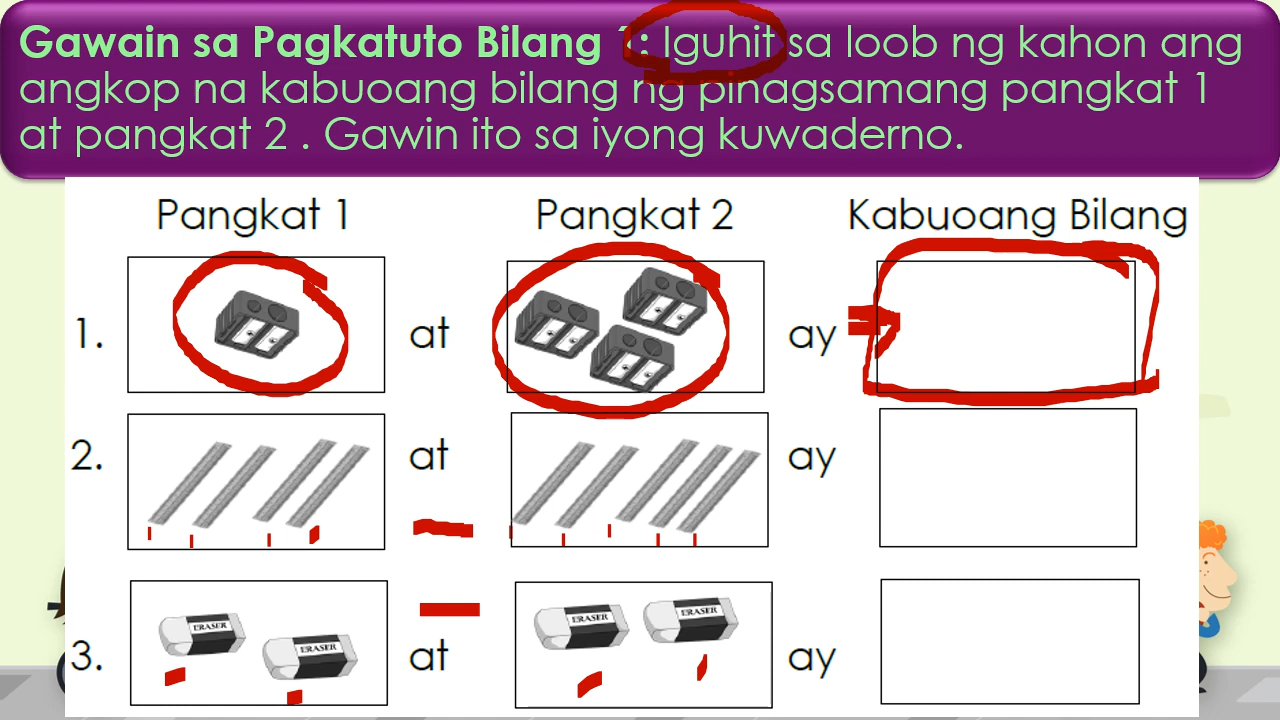 Gawain sa Pagkatuto Bilang : Iguhit sa loob ng kahon ang
angkop na kabuoang bilang ng pinagsamang pangkat 1
at pangkat 2 . Gawin ito sa iyong kuwaderno.
Pangkat 1 Pangkat 2 Kabuoang Bilang
1. at ay
2. at ay
ERASER ERASER
ERASER ERASER
3. at ay